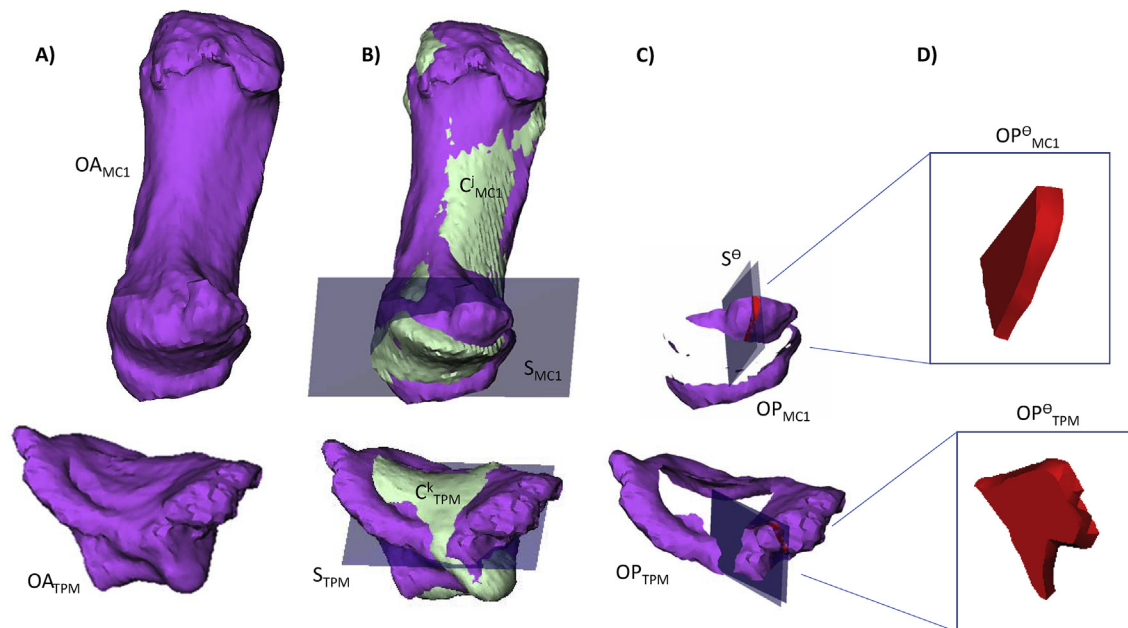 A)
B)
C)
D)
OA_MC1
C^j_MC1
S_MC1
S^Θ
OP_MC1
OP^Θ_MC1
OA_TPM
C^k_TPM
S_TPM
OP_TPM
OP^Θ_TPM